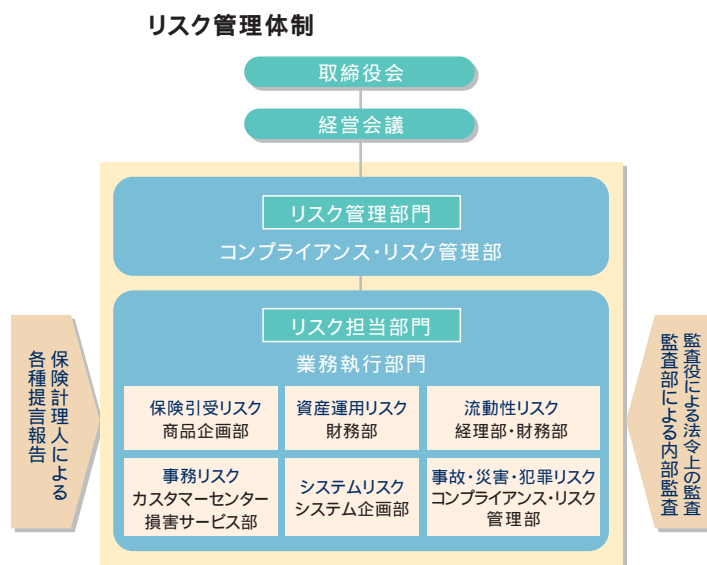 リスク管理体制
取締役会
経営会議
リスク管理部門
コンプライアンス・リスク管理部
リスク担当部門
業務執行部門
保険引受リスク
商品企画部
資産運用リスク
財務部
流動性リスク
経理部・財務部
事務リスク
カスタマーセンター
損害サービス部
システムリスク
システム企画部
事故・災害・犯罪リスク
コンプライアンス・リスク
管理部
保険計理人による
各種提言報告
監査役による法令上の監査
監査部による内部監査